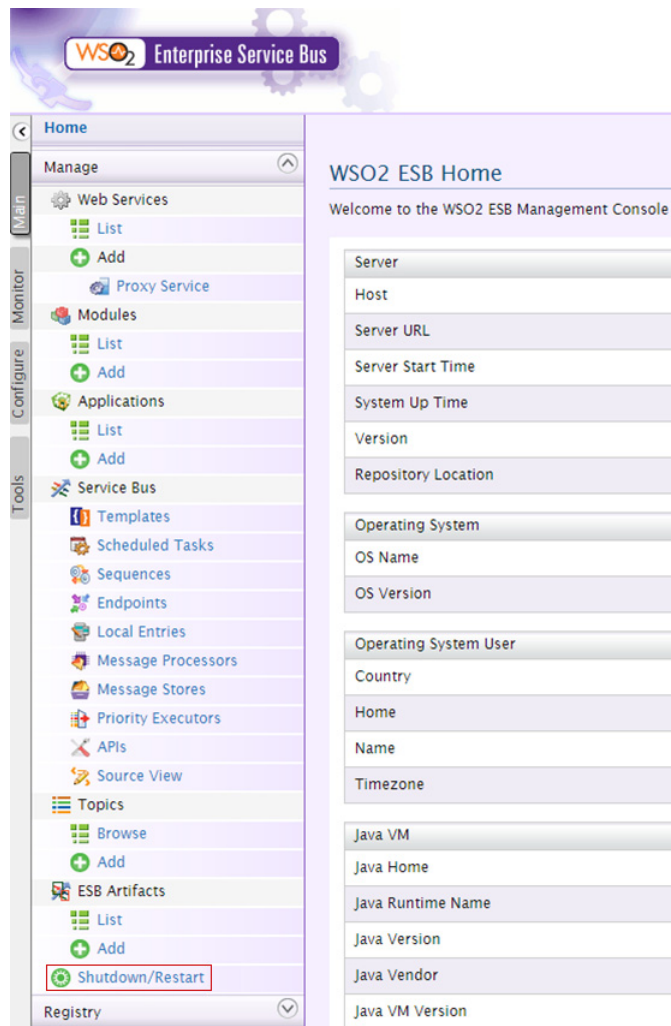 WSO2 Enterprise Service Bus
Home
Manage
Web Services
List
Add
Proxy Service
Modules
List
Add
Applications
List
Add
Service Bus
Templates
Scheduled Tasks
Sequences
Endpoints
Local Entries
Message Processors
Message Stores
Priority Executors
APIs
Source View
Topics
Browse
Add
ESB Artifacts
List
Add
Shutdown/Restart
Registry
Main
Monitor
Configure
Tools
WSO2 ESB Home
Welcome to the WSO2 ESB Management Console
Server
Host
Server URL
Server Start Time
System Up Time
Version
Repository Location
Operating System
OS Name
OS Version
Operating System User
Country
Home
Name
Timezone
Java VM
Java Home
Java Runtime Name
Java Version
Java Vendor
Java VM Version